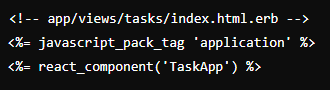 <!-- app/views/tasks/index.html.erb -->
<%= javascript_pack_tag 'application' %>
<%= react_component('TaskApp') %>